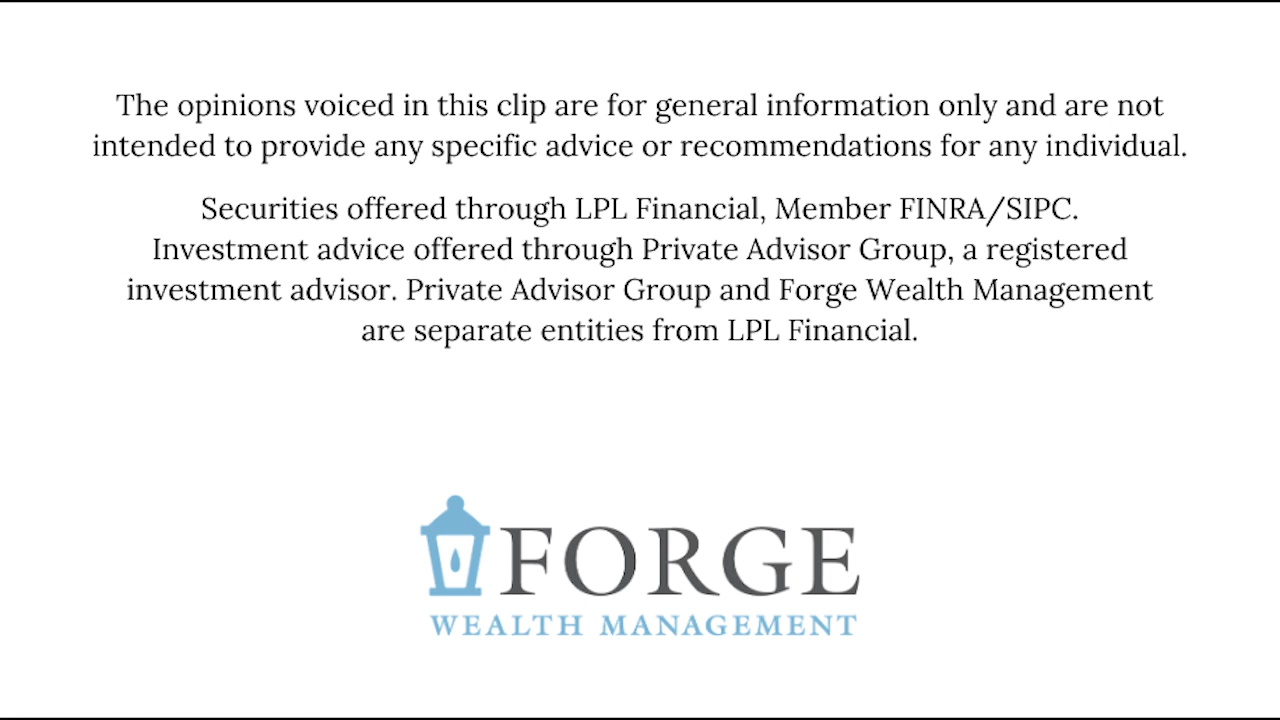 The opinions voiced in this clip are for general information only and are not
intended to provide any specific advice or recommendations for any individual.
Securities offered through LPL Financial, Member FINRA/SIPC.
Investment advice offered through Private Advisor Group, a registered
investment advisor. Private Advisor Group and Forge Wealth Management
are separate entities from LPL Financial.
FORGE
WEALTH MANAGEMENT